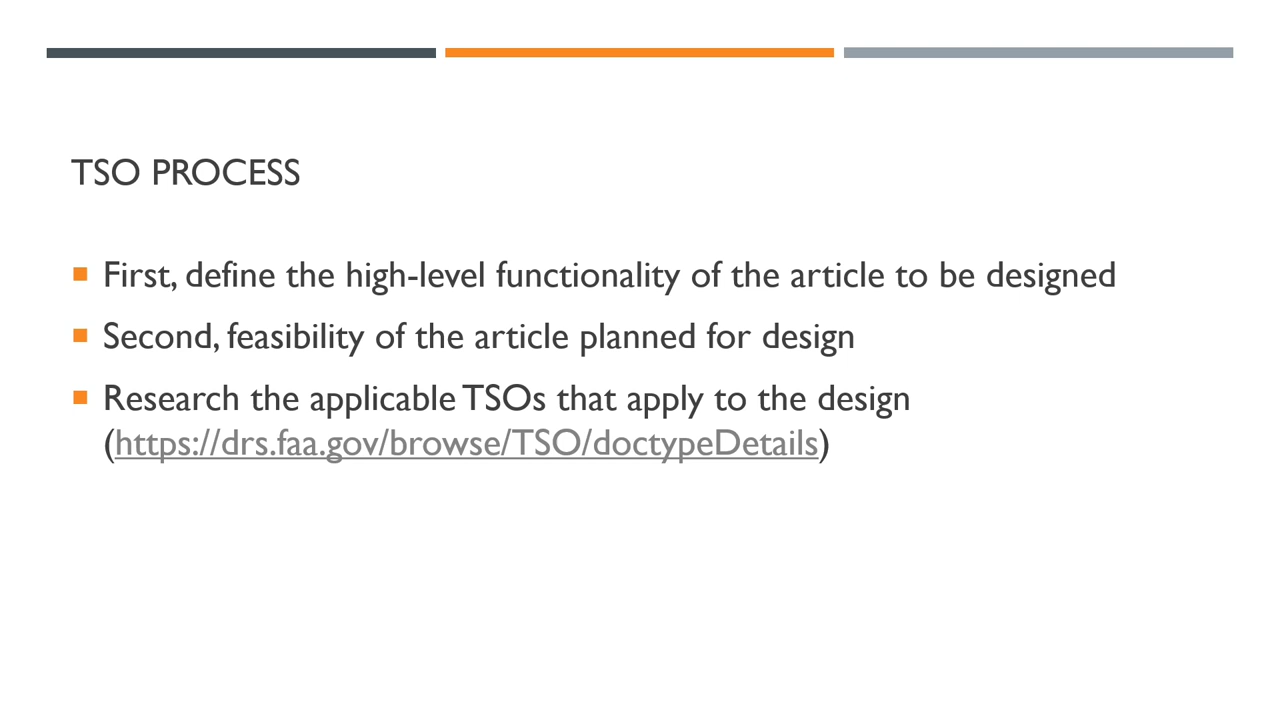 TSO PROCESS
First, define the high-level functionality of the article to be designed
Second, feasibility of the article planned for design
Research the applicable TSOs that apply to the design
(https://drs.faa.gov/browse/TSO/doctypeDetails)